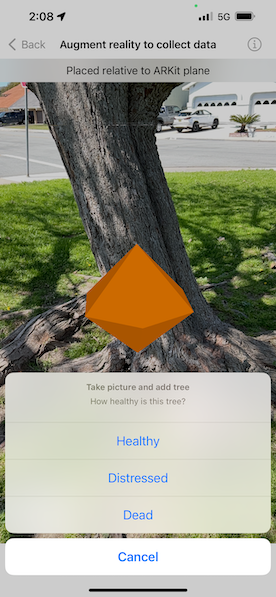 2:08
5G
Back
Augment reality to collect data
Placed relative to ARKit plane
Take picture and add tree
How healthy is this tree?
Healthy
Distressed
Dead
Cancel